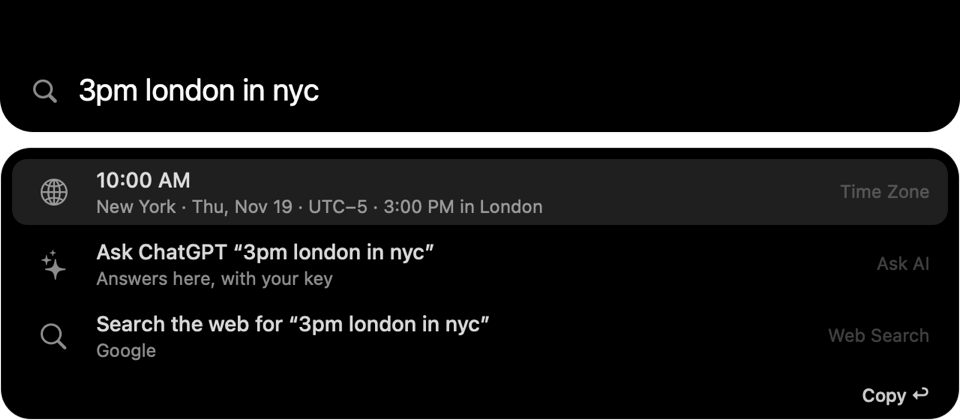 3pm london in nyc
10:00 AM
Time Zone
New York · Thu, Nov 19 · UTC−5 · 3:00 PM in London
Ask ChatGPT “3pm london in nyc”
Ask AI
Answers here, with your key
Search the web for “3pm london in nyc”
Web Search
Google
Copy ↩